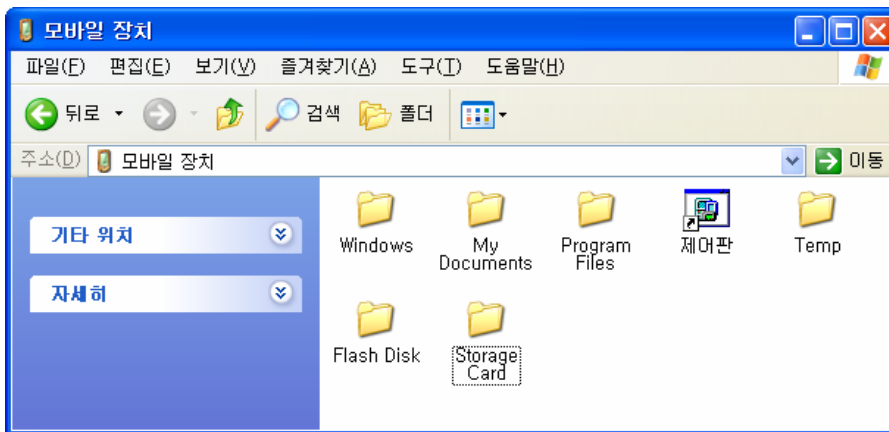 모바일 장치
파일(F) 편집(E) 보기(V) 즐겨찾기(A) 도구(T) 도움말(H)
뒤로 검색 폴더
주소(D) 모바일 장치 이동
기타 위치
자세히
Windows
My Documents
Program Files
제어판
Temp
Flash Disk
Storage Card